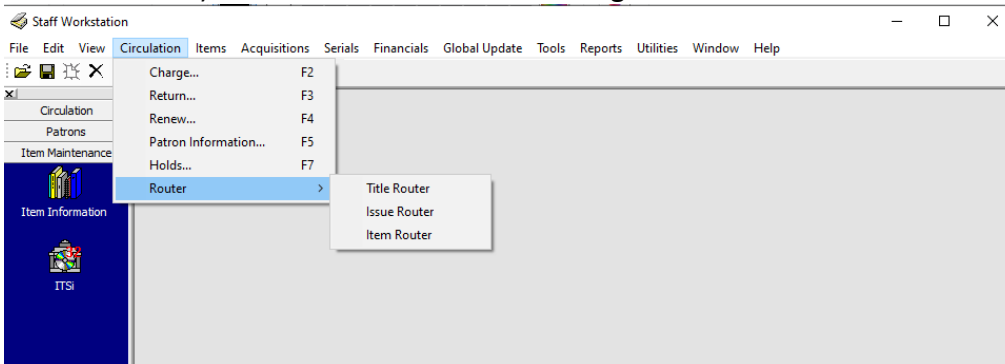 Staff Workstation
File Edit View Circulation Items Acquisitions Serials Financials Global Update Tools Reports Utilities Window Help
Charge... F2
Return... F3
Renew... F4
Patron Information... F5
Holds... F7
Router
Title Router
Issue Router
Item Router
Circulation
Patrons
Item Maintenance
Item Information
ITSi